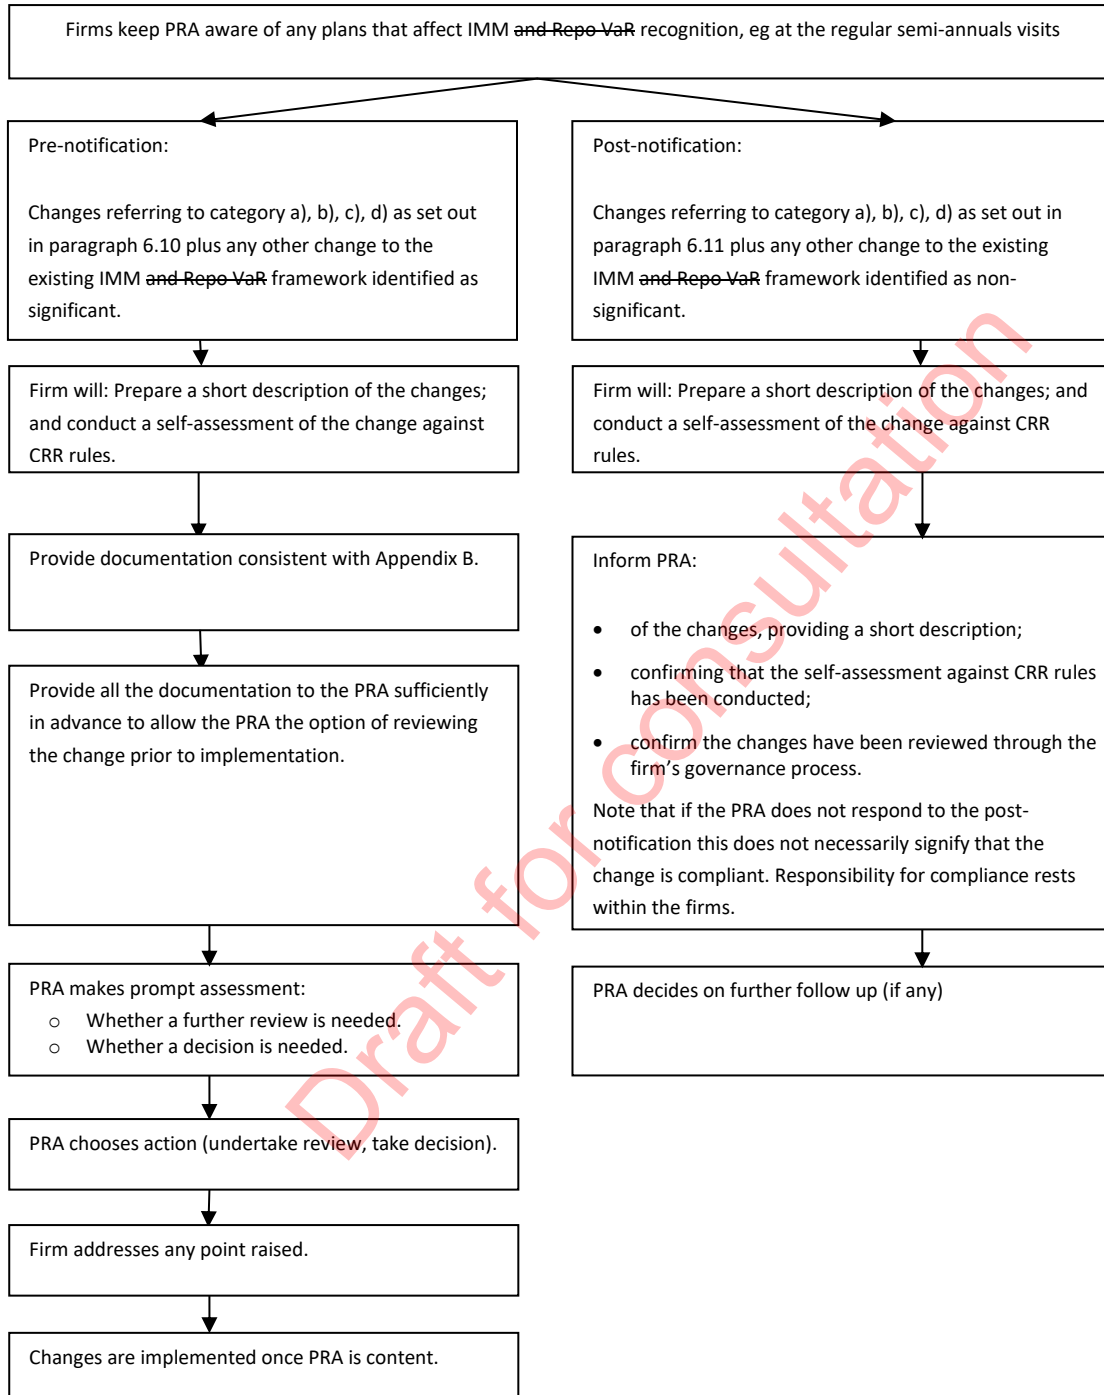 Firms keep PRA aware of any plans that affect IMM and Repo VaR recognition, eg at the regular semi-annuals visits
Pre-notification:
Changes referring to category a), b), c), d) as set out
in paragraph 6.10 plus any other change to the
existing IMM and Repo VaR framework identified as
significant.
Firm will: Prepare a short description of the changes;
and conduct a self-assessment of the change against
CRR rules.
Provide documentation consistent with Appendix B.
Provide all the documentation to the PRA sufficiently
in advance to allow the PRA the option of reviewing
the change prior to implementation.
PRA makes prompt assessment:
o Whether a further review is needed.
o Whether a decision is needed.
PRA chooses action (undertake review, take decision).
Firm addresses any point raised.
Changes are implemented once PRA is content.
Post-notification:
Changes referring to category a), b), c), d) as set out in
paragraph 6.11 plus any other change to the existing
IMM and Repo VaR framework identified as non-
significant.
Firm will: Prepare a short description of the changes; and
conduct a self-assessment of the change against CRR
rules.
Inform PRA:
• of the changes, providing a short description;
• confirming that the self-assessment against CRR rules
has been conducted;
• confirm the changes have been reviewed through the
firm's governance process.
Note that if the PRA does not respond to the post-
notification this does not necessarily signify that the
change is compliant. Responsibility for compliance rests
within the firms.
PRA decides on further follow up (if any)
Draft for consultation